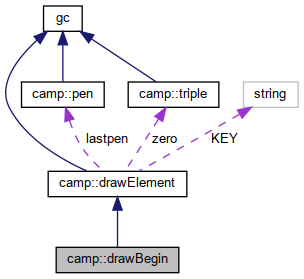 gc
camp::pen
camp::triple
string
lastpen
zero
KEY
camp::drawElement
camp::drawBegin